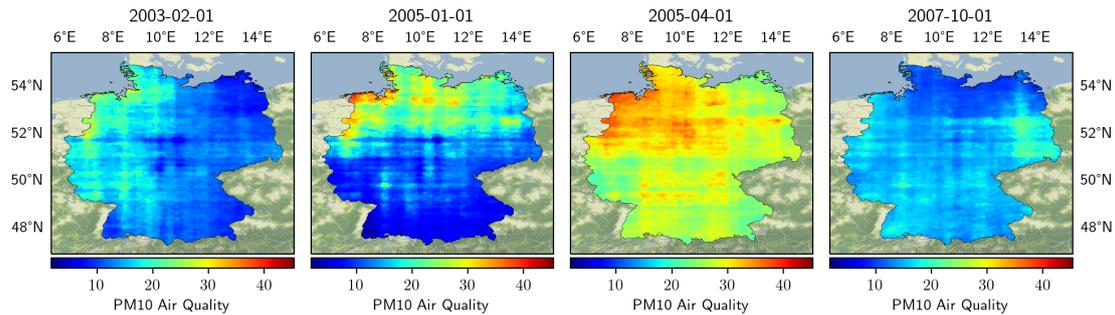 2003-02-01 2005-01-01 2005-04-01 2007-10-01
6°E 8°E 10°E 12°E 14°E 6°E 8°E 10°E 12°E 14°E 6°E 8°E 10°E 12°E 14°E 6°E 8°E 10°E 12°E 14°E
54°N 54°N
52°N 52°N
50°N 50°N
48°N 48°N
10 20 30 40 10 20 30 40 10 20 30 40 10 20 30 40
PM10 Air Quality PM10 Air Quality PM10 Air Quality PM10 Air Quality